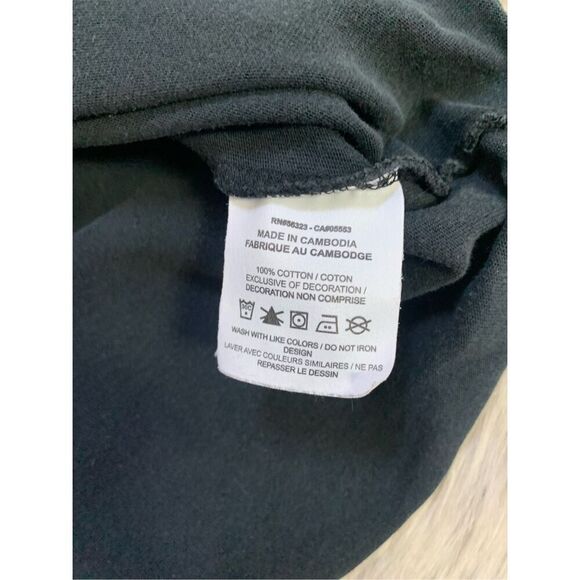 RN#56323 - CA#05553
MADE IN CAMBODIA
FABRIQUE AU CAMBODGE
100% COTTON / COTON
EXCLUSIVE OF DECORATION /
DECORATION NON COMPRISE
WASH WITH LIKE COLORS / DO NOT IRON
DESIGN
LAVER AVEC COULEURS SIMILAIRES / NE PAS
REPASSER LE DESSIN